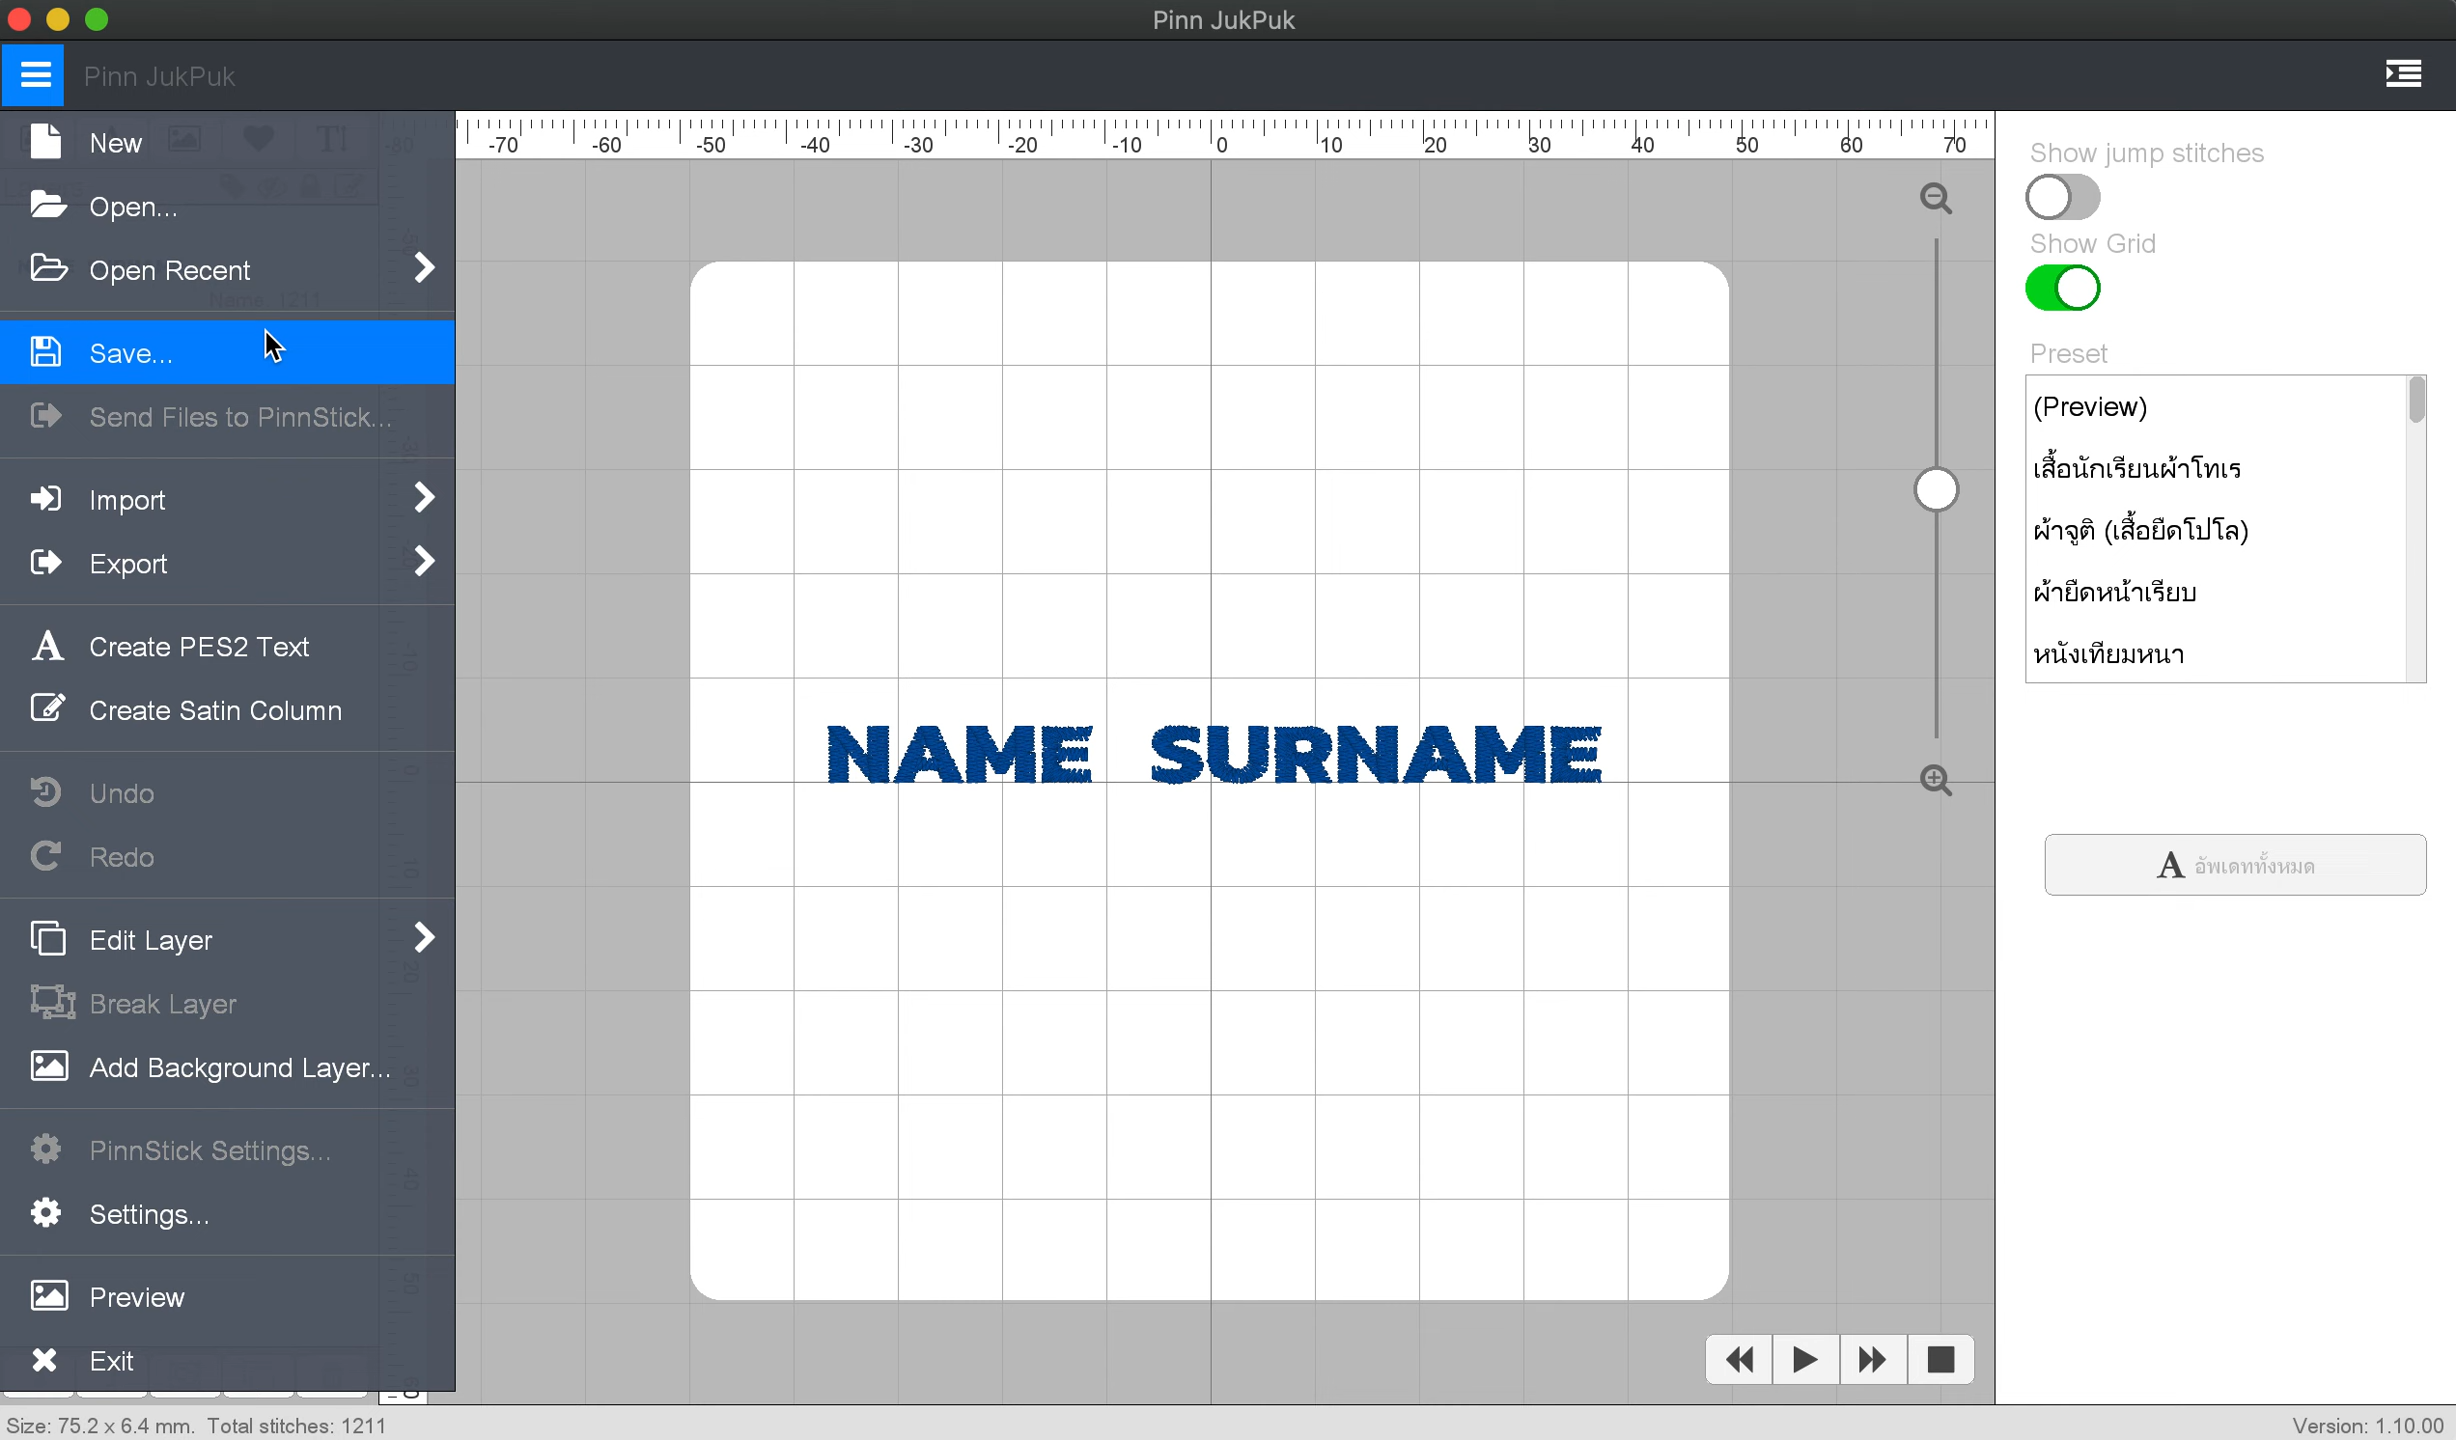 Pinn JukPuk
Pinn JukPuk
New
Open...
Open Recent
Name: 1211
Save...
Send Files to PinnStick...
Import
Export
Create PES2 Text
Create Satin Column
Undo
Redo
Edit Layer
Break Layer
Add Background Layer...
PinnStick Settings...
Settings...
Preview
Exit
-70 -60 -50 -40 -30 -20 -10 0 10 20 30 40 50 60 70
NAME SURNAME
Show jump stitches
Show Grid
Preset
(Preview)
เสื้อนักเรียนผ้าโทเร
ผ้าจูติ (เสื้อยืดโปโล)
ผ้ายืดหน้าเรียบ
หนังเทียมหนา
A อัพเดททั้งหมด
Size: 75.2 x 6.4 mm. Total stitches: 1211
Version: 1.10.00